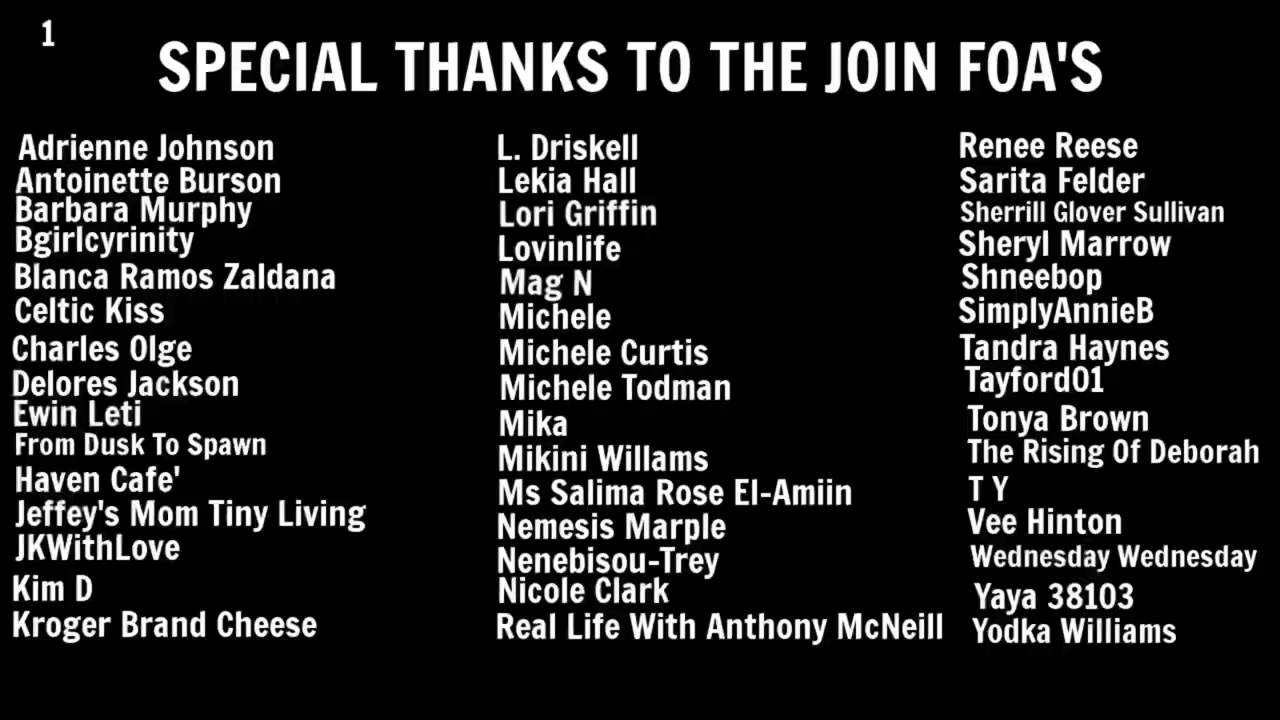 1
SPECIAL THANKS TO THE JOIN FOA'S
Adrienne Johnson
Antoinette Burson
Barbara Murphy
Bgirlcyrinity
Blanca Ramos Zaldana
Celtic Kiss
Charles Olge
Delores Jackson
Ewin Leti
From Dusk To Spawn
Haven Cafe'
Jeffey's Mom Tiny Living
JKWithLove
Kim D
Kroger Brand Cheese
L. Driskell
Lekia Hall
Lori Griffin
Lovinlife
Mag N
Michele
Michele Curtis
Michele Todman
Mika
Mikini Willams
Ms Salima Rose El-Amiin
Nemesis Marple
Nenebisou-Trey
Nicole Clark
Real Life With Anthony McNeill
Renee Reese
Sarita Felder
Sherrill Glover Sullivan
Sheryl Marrow
Shneebop
SimplyAnnieB
Tandra Haynes
Tayford01
Tonya Brown
The Rising Of Deborah
T Y
Vee Hinton
Wednesday Wednesday
Yaya 38103
Yodka Williams